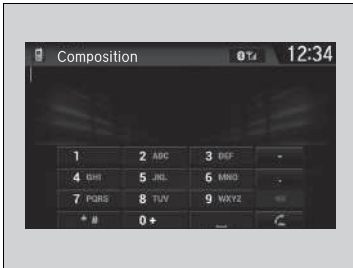 Composition 12:34
1 2 ABC 3 DEF -
4 GHI 5 JKL 6 MNO .
7 PQRS 8 TUV 9 WXYZ
* # 0 + _